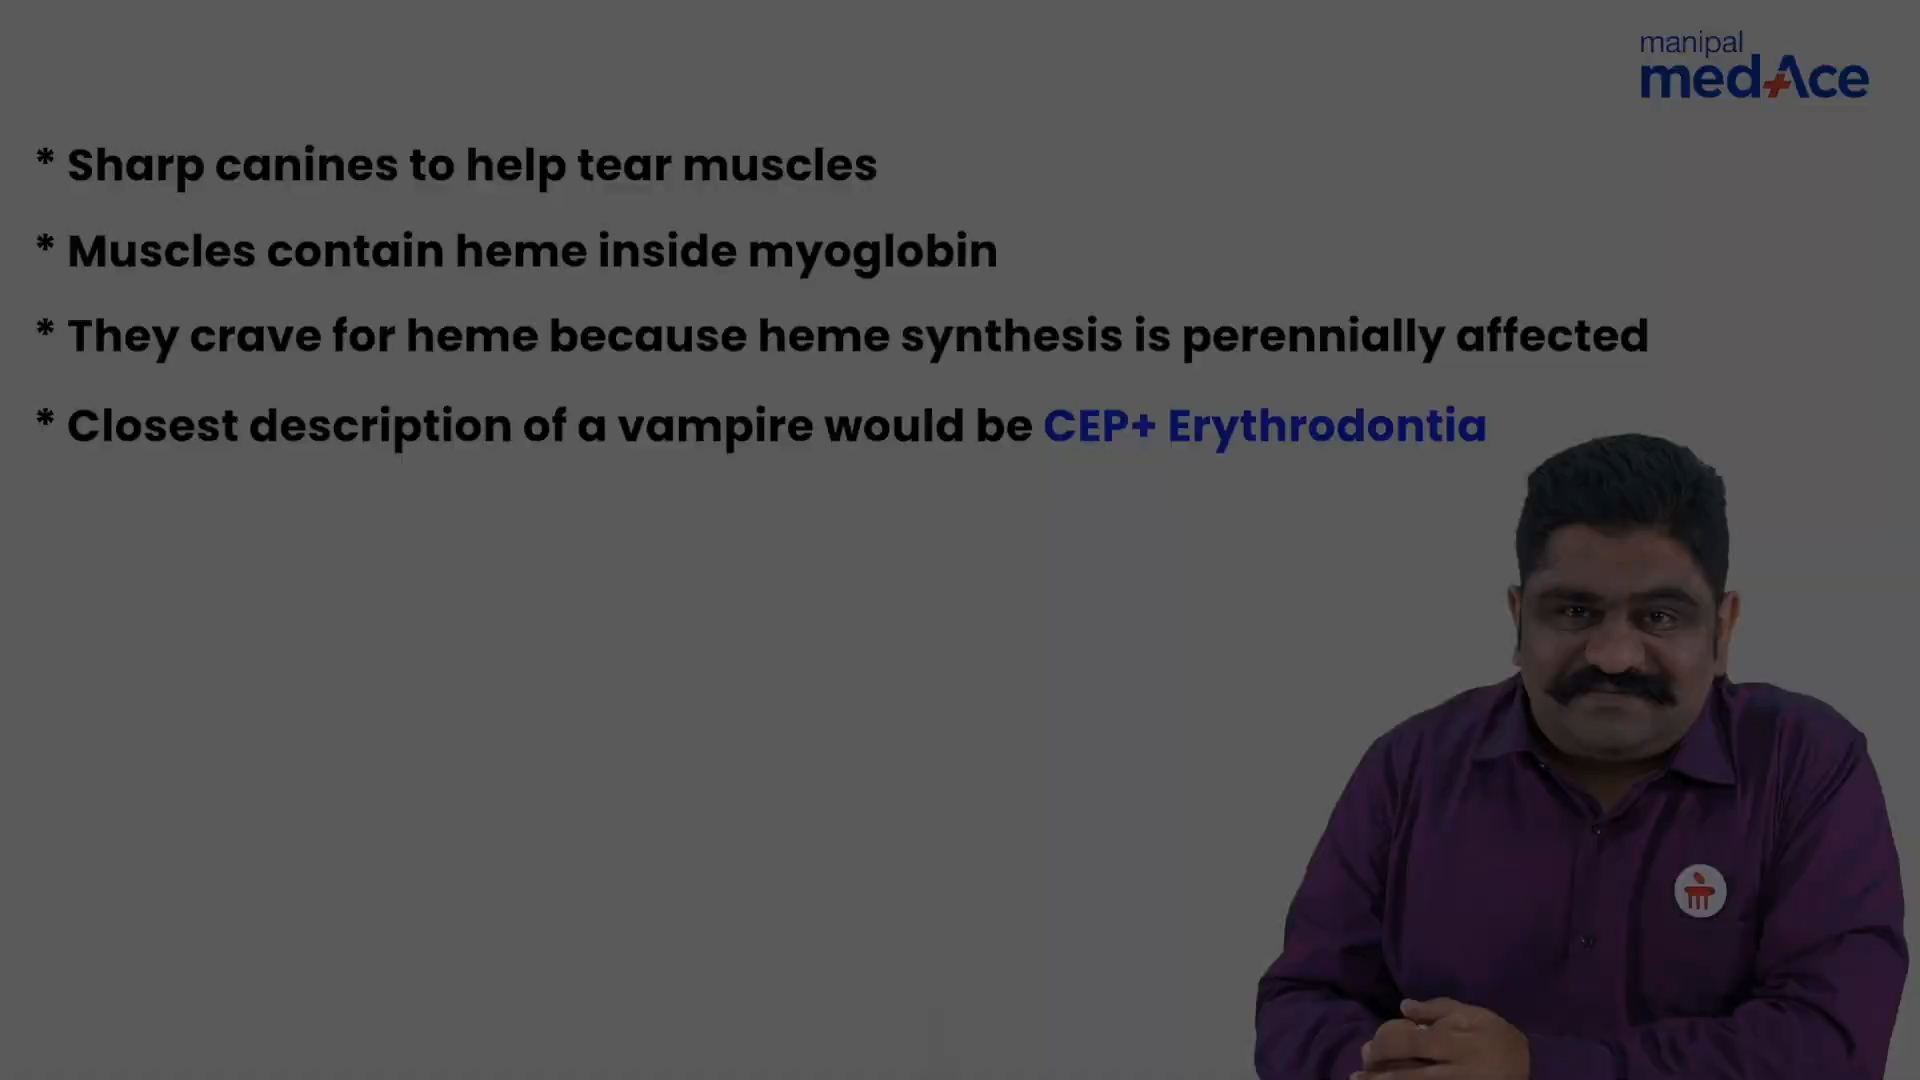 manipal
medAce
* Sharp canines to help tear muscles
* Muscles contain heme inside myoglobin
* They crave for heme because heme synthesis is perennially affected
* Closest description of a vampire would be CEP+ Erythrodontia